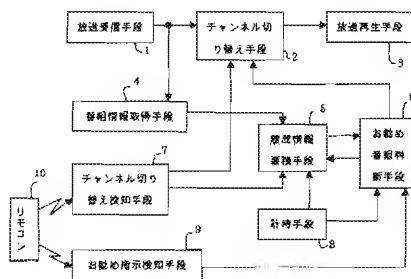 放送受信手段
1
チャンネル切
り替え手段
2
放送再生手段
3
4
番組情報取得手段
5
履歴情報
蓄積手段
6
お勧め
番組判
断手段
7
チャンネル切り
替え検知手段
10
リモコン
計時手段
8
9
お勧め指示検知手段